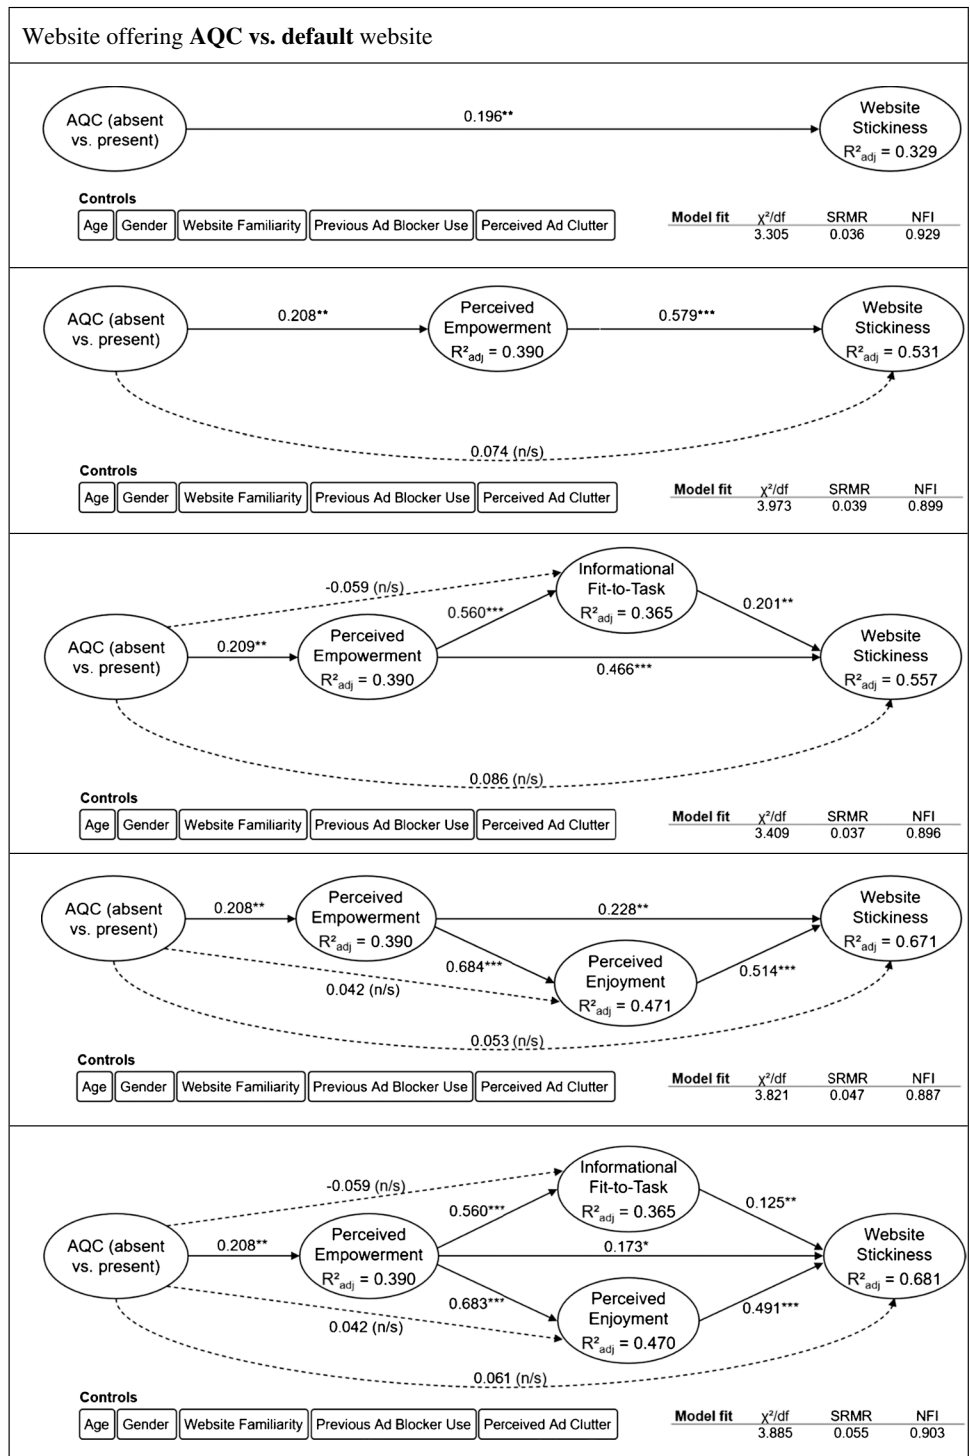 Website offering AQC vs. default website
AQC (absent
vs. present)
0.196**
Website
Stickiness
R²adj = 0.329
Controls
Age Gender Website Familiarity Previous Ad Blocker Use Perceived Ad Clutter
Model fit χ²/df SRMR NFI
3.305 0.036 0.929
AQC (absent
vs. present)
0.208**
Perceived
Empowerment
R²adj = 0.390
0.579***
Website
Stickiness
R²adj = 0.531
0.074 (n/s)
Controls
Age Gender Website Familiarity Previous Ad Blocker Use Perceived Ad Clutter
Model fit χ²/df SRMR NFI
3.973 0.039 0.899
AQC (absent
vs. present)
-0.059 (n/s)
0.209**
Perceived
Empowerment
R²adj = 0.390
0.560***
Informational
Fit-to-Task
R²adj = 0.365
0.201**
0.466***
Website
Stickiness
R²adj = 0.557
0.086 (n/s)
Controls
Age Gender Website Familiarity Previous Ad Blocker Use Perceived Ad Clutter
Model fit χ²/df SRMR NFI
3.409 0.037 0.896
AQC (absent
vs. present)
0.208**
Perceived
Empowerment
R²adj = 0.390
0.228**
Website
Stickiness
R²adj = 0.671
0.684***
0.042 (n/s)
Perceived
Enjoyment
R²adj = 0.471
0.514***
0.053 (n/s)
Controls
Age Gender Website Familiarity Previous Ad Blocker Use Perceived Ad Clutter
Model fit χ²/df SRMR NFI
3.821 0.047 0.887
AQC (absent
vs. present)
-0.059 (n/s)
0.208**
Perceived
Empowerment
R²adj = 0.390
0.560***
Informational
Fit-to-Task
R²adj = 0.365
0.125**
0.173*
Website
Stickiness
R²adj = 0.681
0.683***
0.042 (n/s)
Perceived
Enjoyment
R²adj = 0.470
0.491***
0.061 (n/s)
Controls
Age Gender Website Familiarity Previous Ad Blocker Use Perceived Ad Clutter
Model fit χ²/df SRMR NFI
3.885 0.055 0.903